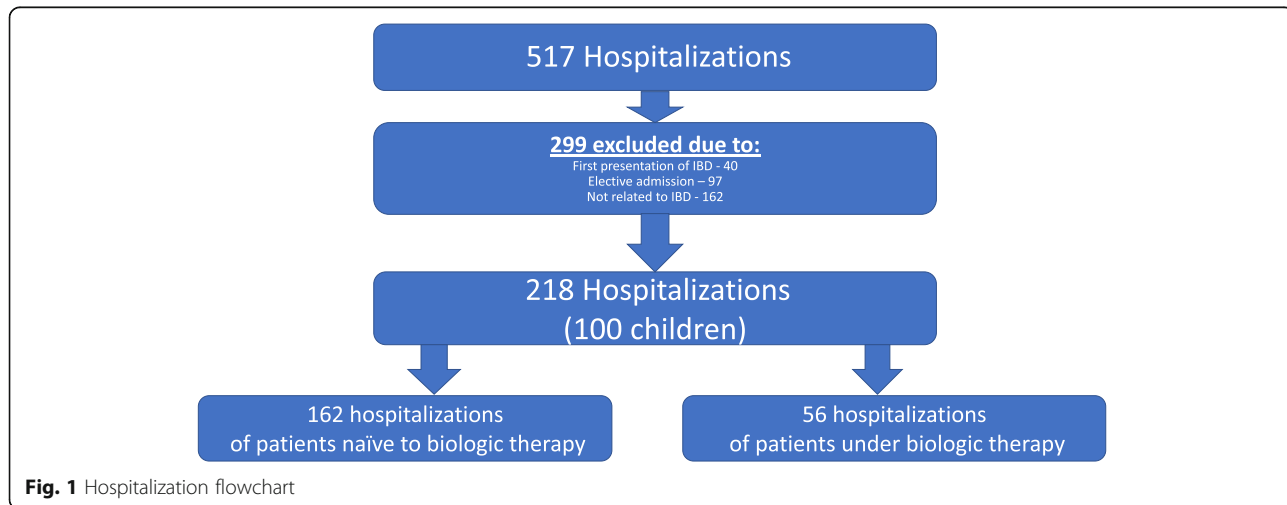 517 Hospitalizations
299 excluded due to:
First presentation of IBD - 40
Elective admission – 97
Not related to IBD - 162
218 Hospitalizations
(100 children)
162 hospitalizations
of patients naïve to biologic therapy
56 hospitalizations
of patients under biologic therapy
Fig. 1 Hospitalization flowchart